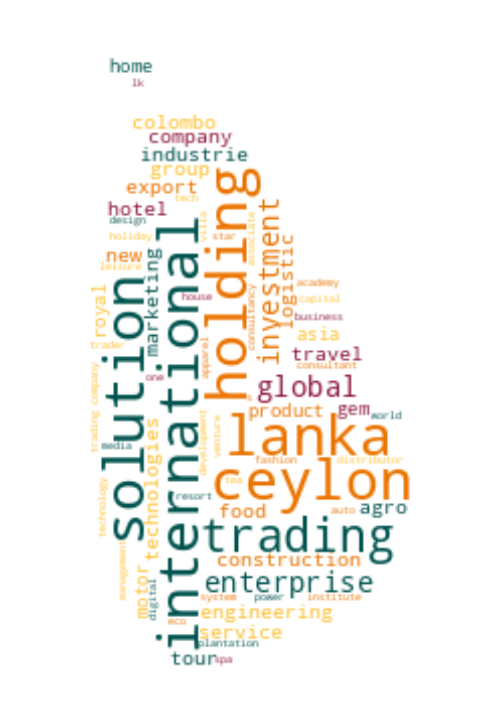 home
lk
colombo
company
industrie
group
export
tech
hotel
design
villa
holding
holiday
star
associate
investment
new
leisure
marketing
international
logistic
solution
royal
house
consultancy
academy
capital
business
trader
apparel
asia
travel
consultant
one
global
trading company
product
gem
world
lanka
media
technologies
development
venture
fashion
distributor
ceylon
technology
tea
resort
food
auto
agro
trading
management
construction
motor
digital
enterprise
system
power
institute
eco
engineering
service
plantation
tour
spa